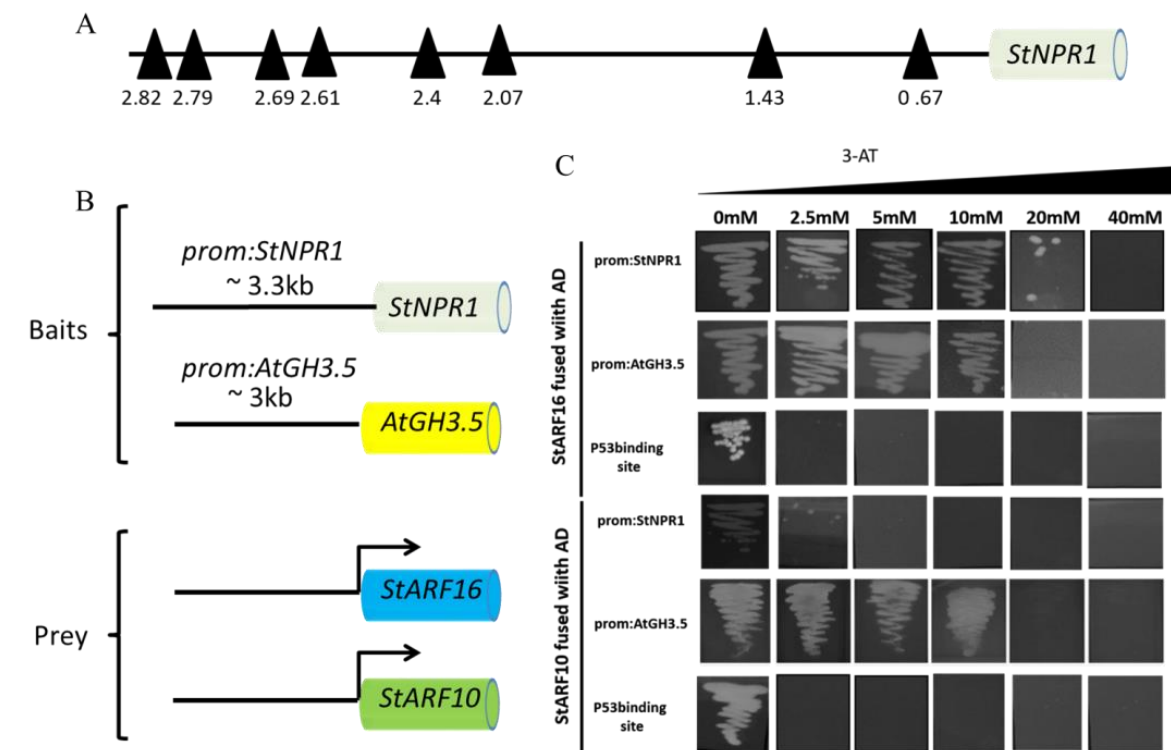 A
StNPR1
2.82 2.79 2.69 2.61 2.4 2.07 1.43 0 .67
B
Baits
prom:StNPR1
~ 3.3kb
StNPR1
prom:AtGH3.5
~ 3kb
AtGH3.5
Prey
StARF16
StARF10
C
3-AT
0mM 2.5mM 5mM 10mM 20mM 40mM
StARF16 fused wiith AD
prom:StNPR1
prom:AtGH3.5
P53binding
site
StARF10 fused wiith AD
prom:StNPR1
prom:AtGH3.5
P53binding
site